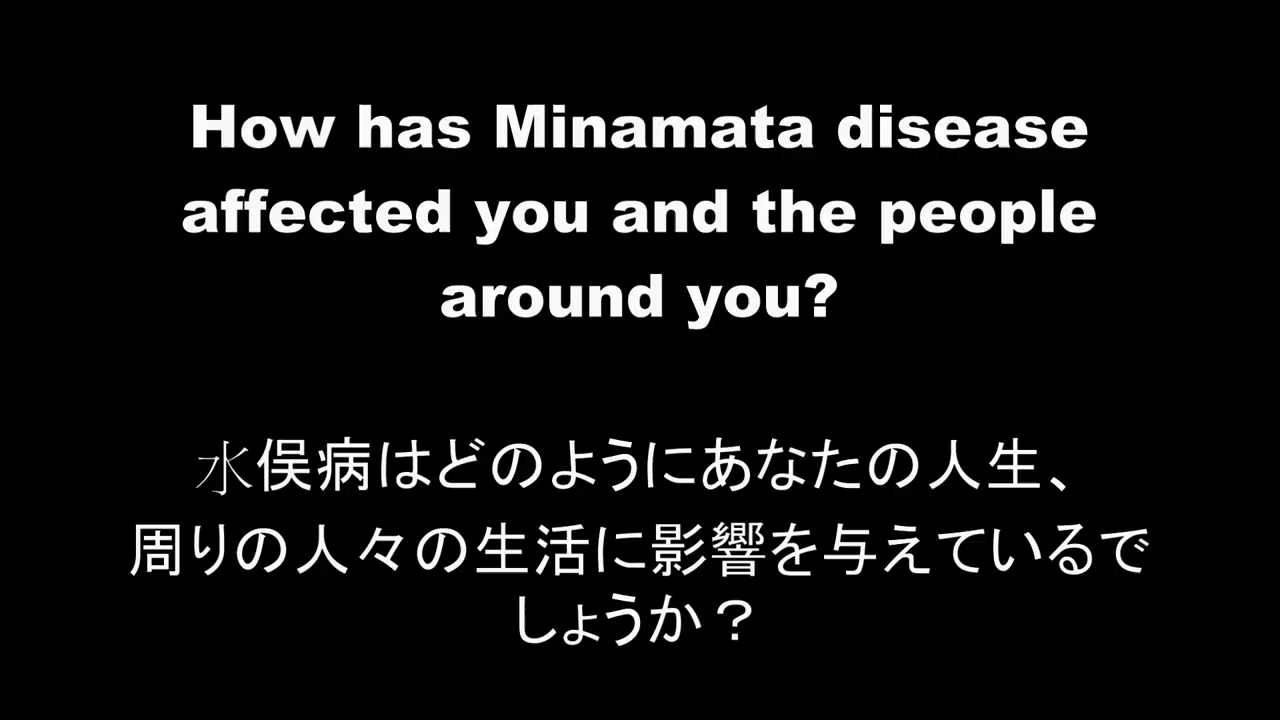 How has Minamata disease
affected you and the people
around you?
水俣病はどのようにあなたの人生、
周りの人々の生活に影響を与えているで
しょうか？